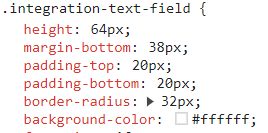 .integration-text-field {
height: 64px;
margin-bottom: 38px;
padding-top: 20px;
padding-bottom: 20px;
border-radius: ▶ 32px;
background-color: #ffffff;